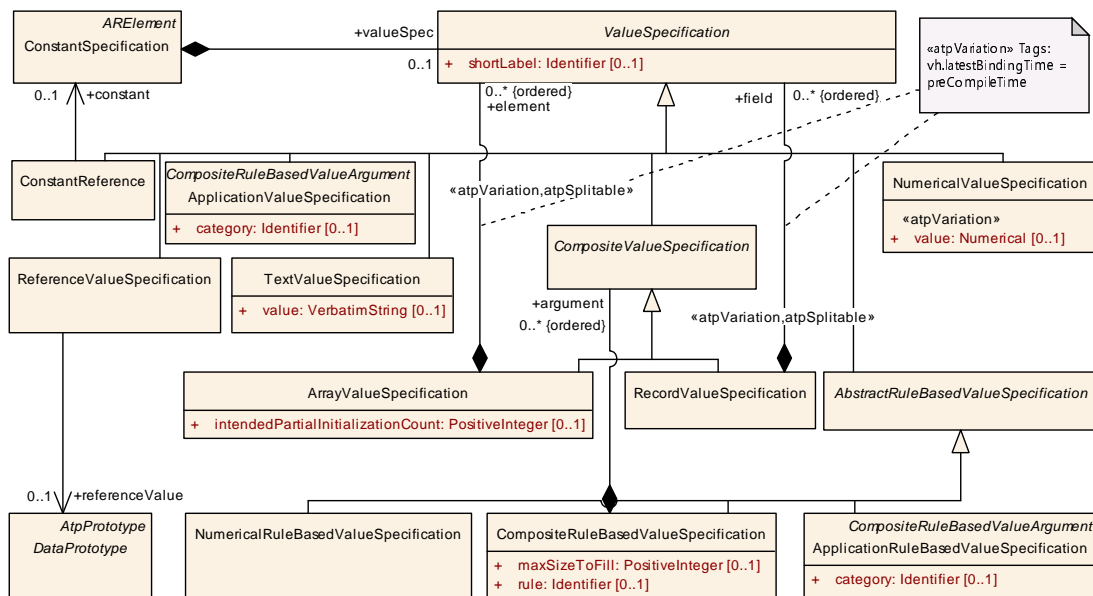 ARElement
ConstantSpecification
+valueSpec
0..1
ValueSpecification
+ shortLabel: Identifier [0..1]
«atpVariation» Tags:
vh.latestBindingTime =
preCompileTime
0..1
+constant
0..* {ordered}
+element
+field
0..* {ordered}
ConstantReference
CompositeRuleBasedValueArgument
ApplicationValueSpecification
+ category: Identifier [0..1]
«atpVariation,atpSplitable»
NumericalValueSpecification
«atpVariation»
+ value: Numerical [0..1]
CompositeValueSpecification
ReferenceValueSpecification
TextValueSpecification
+ value: VerbatimString [0..1]
+argument
0..* {ordered}
«atpVariation,atpSplitable»
ArrayValueSpecification
+ intendedPartialInitializationCount: PositiveInteger [0..1]
RecordValueSpecification
AbstractRuleBasedValueSpecification
0..1
+referenceValue
AtpPrototype
DataPrototype
NumericalRuleBasedValueSpecification
CompositeRuleBasedValueSpecification
+ maxSizeToFill: PositiveInteger [0..1]
+ rule: Identifier [0..1]
CompositeRuleBasedValueArgument
ApplicationRuleBasedValueSpecification
+ category: Identifier [0..1]